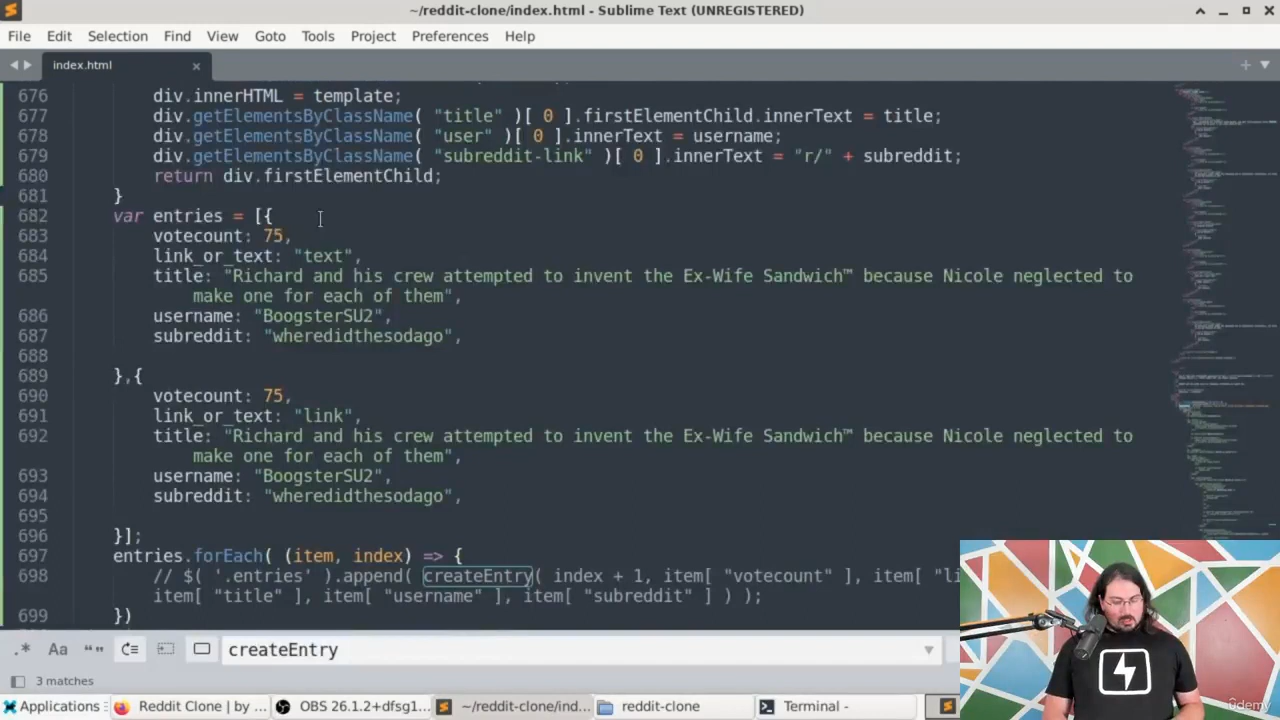 ~/reddit-clone/index.html - Sublime Text (UNREGISTERED)
File Edit Selection Find View Goto Tools Project Preferences Help
index.html
676 div.innerHTML = template;
677 div.getElementsByClassName( "title" )[ 0 ].firstElementChild.innerText = title;
678 div.getElementsByClassName( "user" )[ 0 ].innerText = username;
679 div.getElementsByClassName( "subreddit-link" )[ 0 ].innerText = "r/" + subreddit;
680 return div.firstElementChild;
681 }
682 var entries = [{
683 votecount: 75,
684 link_or_text: "text",
685 title: "Richard and his crew attempted to invent the Ex-Wife Sandwich™ because Nicole neglected to
make one for each of them",
686 username: "BoogsterSU2",
687 subreddit: "wheredidthesodago",
688
689 },{
690 votecount: 75,
691 link_or_text: "link",
692 title: "Richard and his crew attempted to invent the Ex-Wife Sandwich™ because Nicole neglected to
make one for each of them",
693 username: "BoogsterSU2",
694 subreddit: "wheredidthesodago",
695
696 }];
697 entries.forEach( (item, index) => {
698 // $( '.entries' ).append( createEntry( index + 1, item[ "votecount" ], item[ "li
item[ "title" ], item[ "username" ], item[ "subreddit" ] ) );
699 })
.* Aa “” createEntry
3 matches
Applications Reddit Clone | by ... OBS 26.1.2+dfsg1... ~/reddit-clone/ind... reddit-clone Terminal -
ûdemy